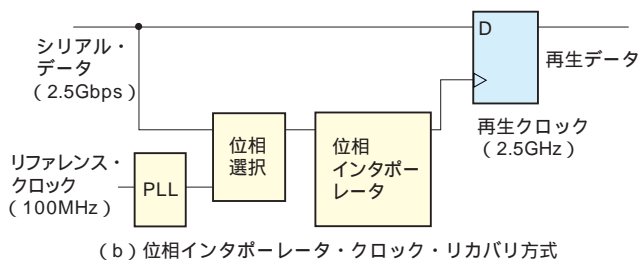 シリアル・
データ
（2.5Gbps）
D
再生データ
再生クロック
（2.5GHz）
位相
選択
位相
インタポー
レータ
リファレンス・
クロック
（100MHz）
PLL
（b）位相インタポーレータ・クロック・リカバリ方式